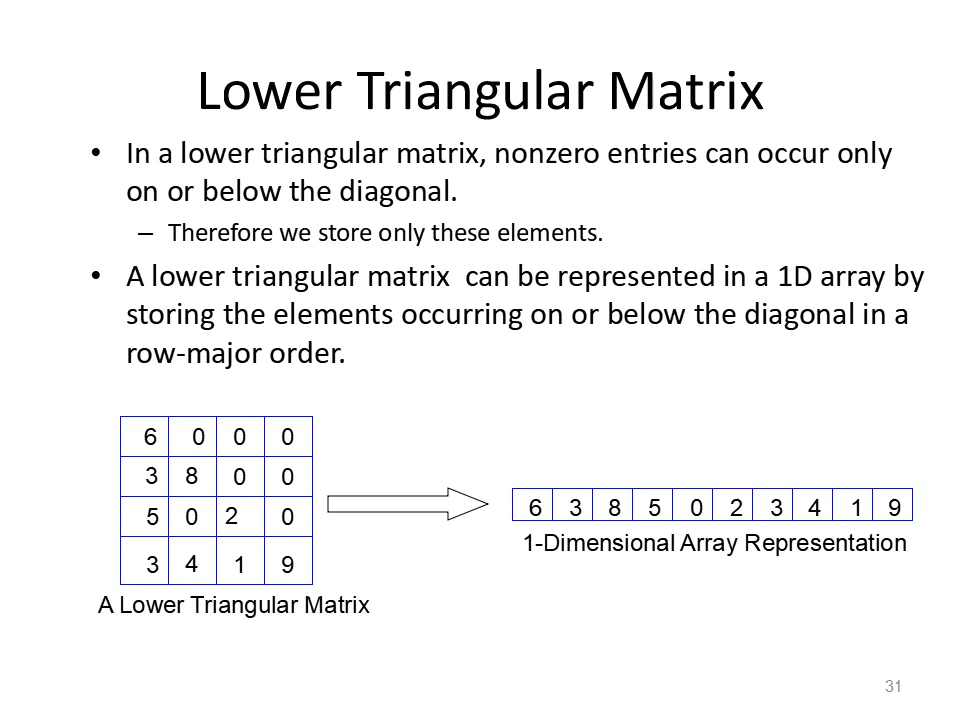 Lower Triangular Matrix
• In a lower triangular matrix, nonzero entries can occur only
on or below the diagonal.
– Therefore we store only these elements.
• A lower triangular matrix  can be represented in a 1D array by
storing the elements occurring on or below the diagonal in a
row-major order.
6 0 0 0
3 8 0 0
5 0 2 0
3 4 1 9
A Lower Triangular Matrix
6 3 8 5 0 2 3 4 1 9
1-Dimensional Array Representation
31